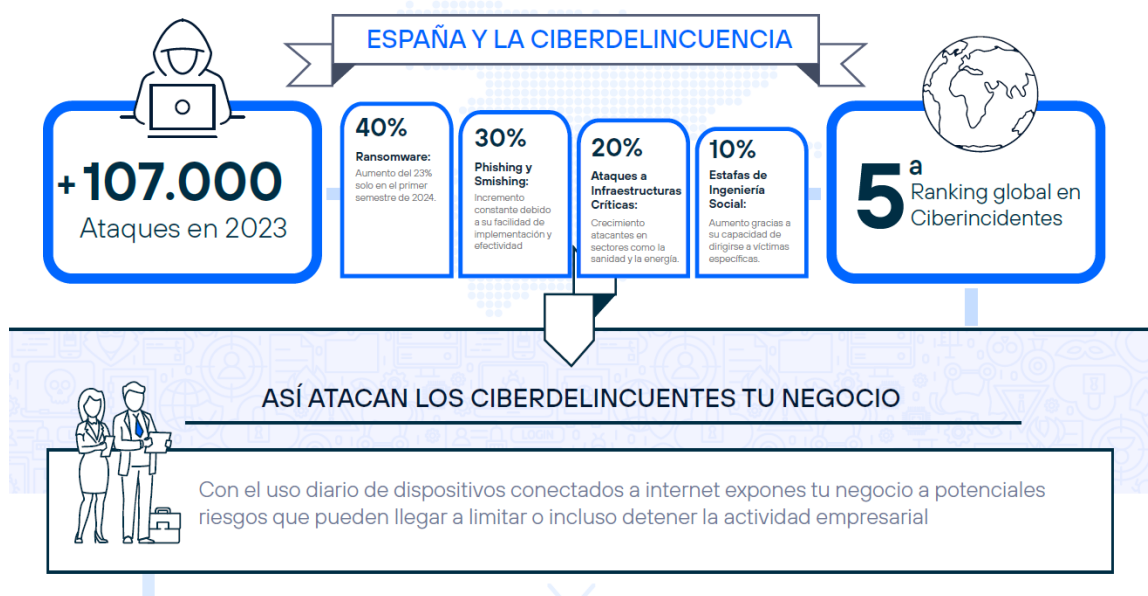 ESPAÑA Y LA CIBERDELINCUENCIA
+107.000
Ataques en 2023
40%
Ransomware:
Aumento del 23%
solo en el primer
semestre de 2024.
30%
Phishing y
Smishing:
Incremento
constante debido
a su facilidad de
implementación y
efectividad
20%
Ataques a
Infraestructuras
Críticas:
Crecimiento
atacantes en
sectores como la
sanidad y la energía.
10%
Estafas de
Ingeniería
Social:
Aumento gracias a
su capacidad de
dirigirse a víctimas
específicas.
5ª
Ranking global en
Ciberincidentes
ASÍ ATACAN LOS CIBERDELINCUENTES TU NEGOCIO
Con el uso diario de dispositivos conectados a internet expones tu negocio a potenciales
riesgos que pueden llegar a limitar o incluso detener la actividad empresarial